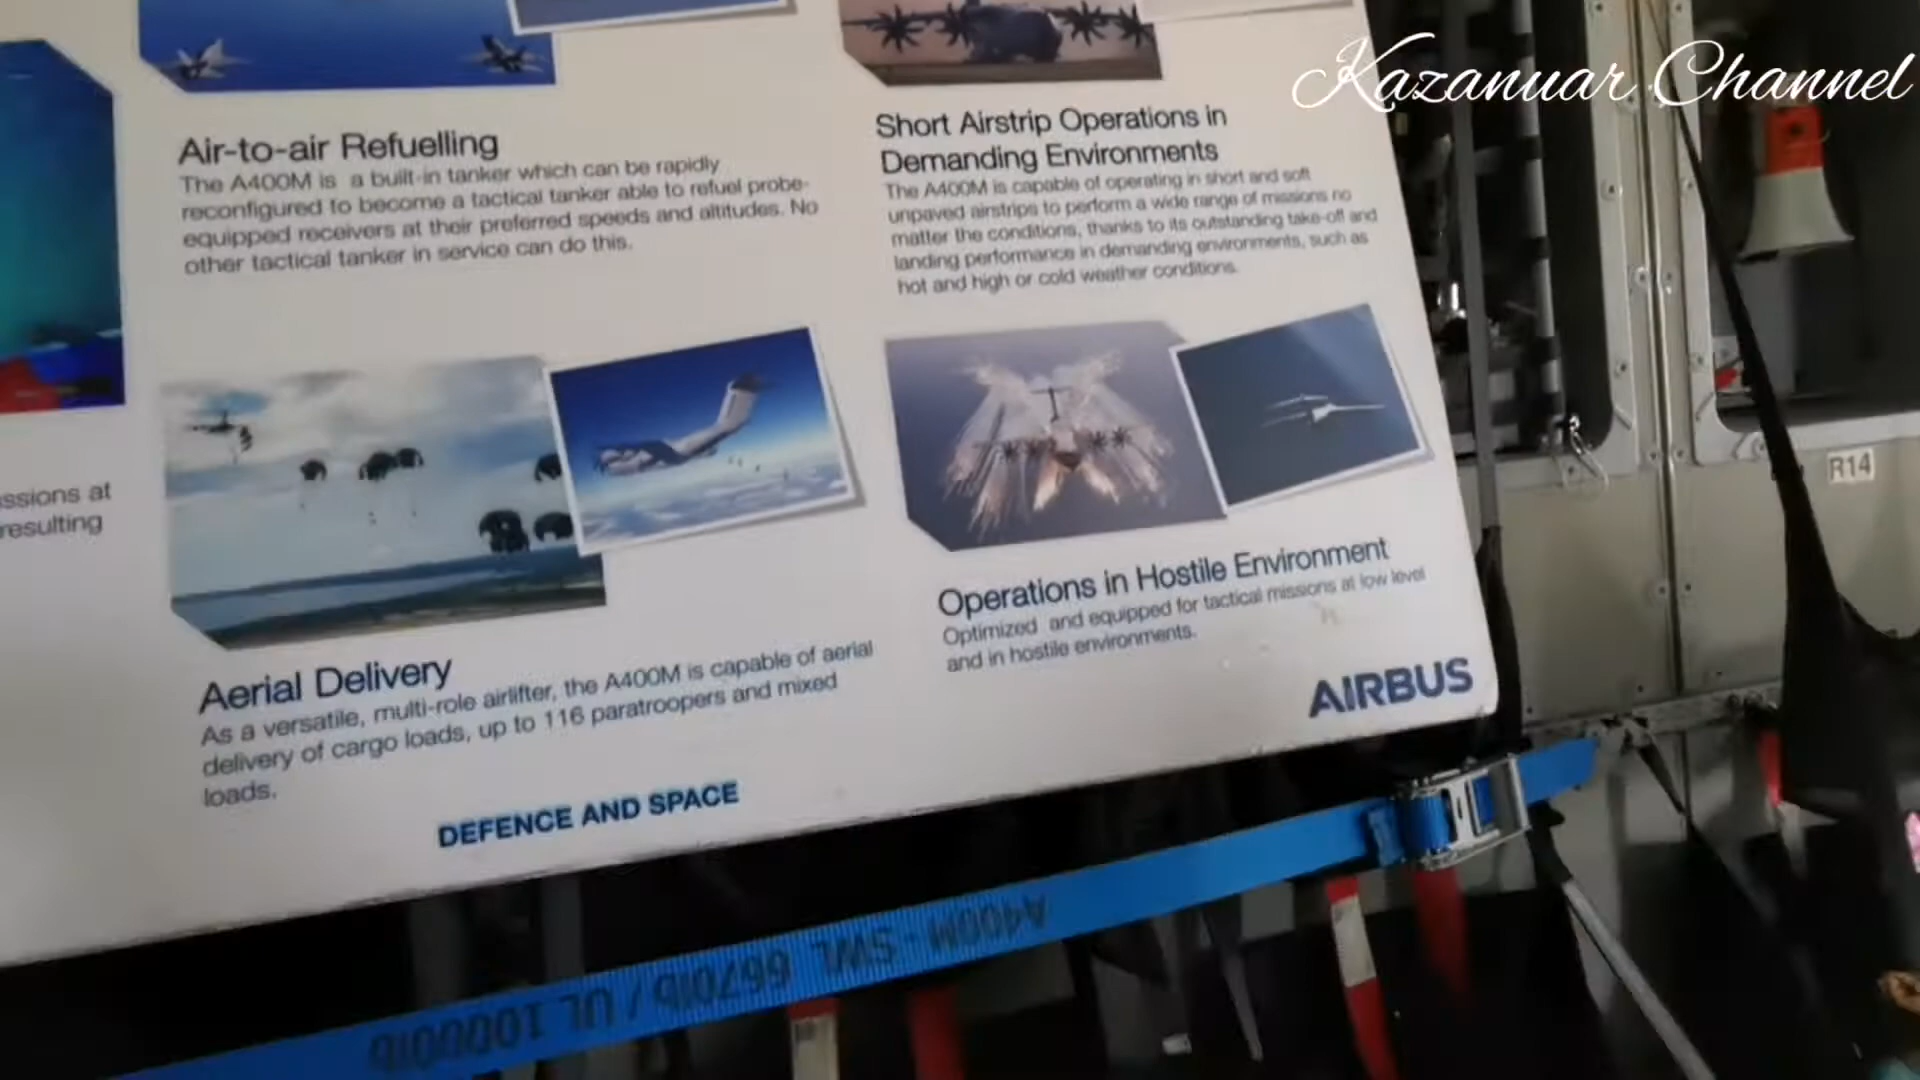 Kazanuar Channel
ssions at
resulting
Air-to-air Refuelling
The A400M is a built-in tanker which can be rapidly
reconfigured to become a tactical tanker able to refuel probe-
equipped receivers at their preferred speeds and altitudes. No
other tactical tanker in service can do this.
Short Airstrip Operations in
Demanding Environments
The A400M is capable of operating in short and soft
unpaved airstrips to perform a wide range of missions no
matter the conditions, thanks to its outstanding take-off and
landing performance in demanding environments, such as
hot and high or cold weather conditions.
Aerial Delivery
As a versatile, multi-role airlifter, the A400M is capable of aerial
delivery of cargo loads, up to 116 paratroopers and mixed
loads.
Operations in Hostile Environment
Optimized and equipped for tactical missions at low level
and in hostile environments.
AIRBUS
DEFENCE AND SPACE
R14
A400M - SWL 6670lb / UL 10000lb